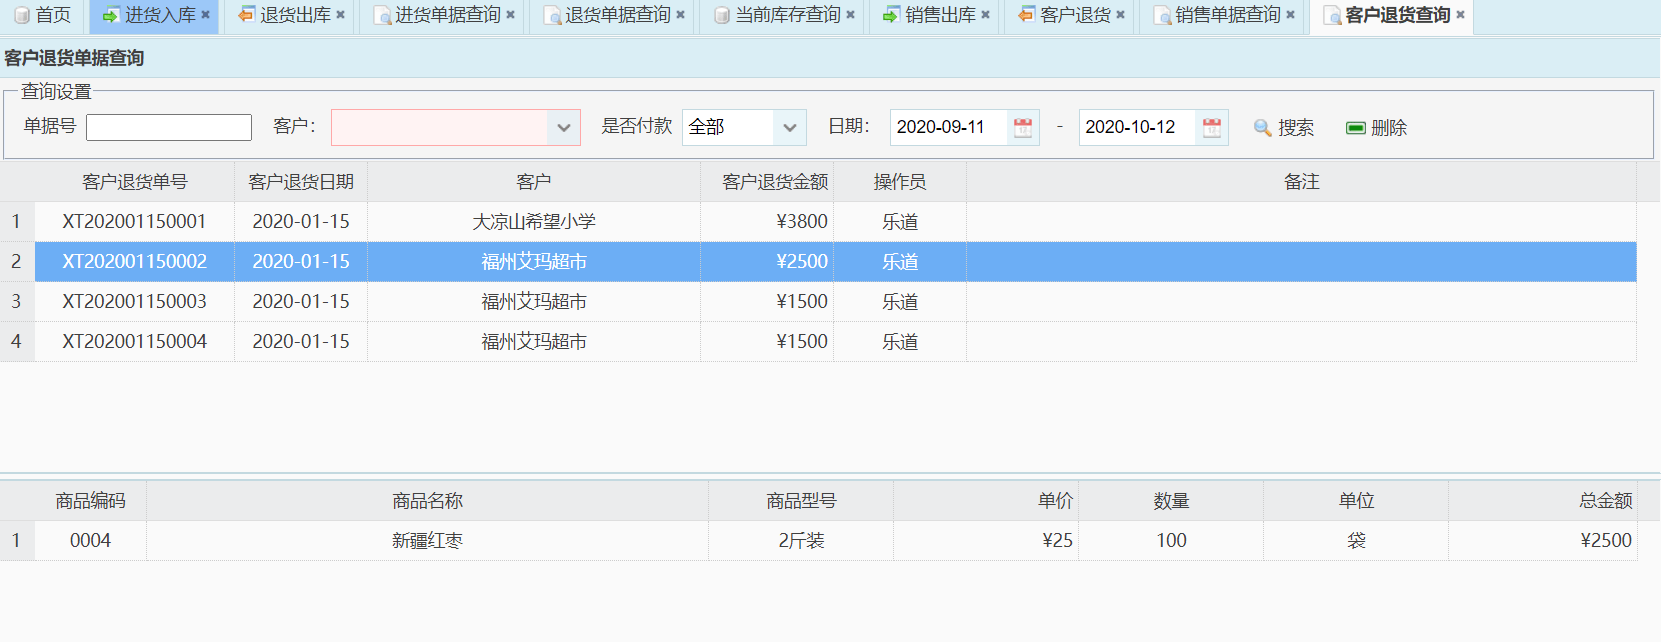 首页 进货入库 退货出库 进货单据查询 退货单据查询 当前库存查询 销售出库 客户退货 销售单据查询 客户退货查询
客户退货单据查询
查询设置
单据号 客户： 是否付款 全部 日期： 2020-09-11 - 2020-10-12 搜索 删除
客户退货单号 客户退货日期 客户 客户退货金额 操作员 备注
1 XT202001150001 2020-01-15 大凉山希望小学 ¥3800 乐道
2 XT202001150002 2020-01-15 福州艾玛超市 ¥2500 乐道
3 XT202001150003 2020-01-15 福州艾玛超市 ¥1500 乐道
4 XT202001150004 2020-01-15 福州艾玛超市 ¥1500 乐道
商品编码 商品名称 商品型号 单价 数量 单位 总金额
1 0004 新疆红枣 2斤装 ¥25 100 袋 ¥2500